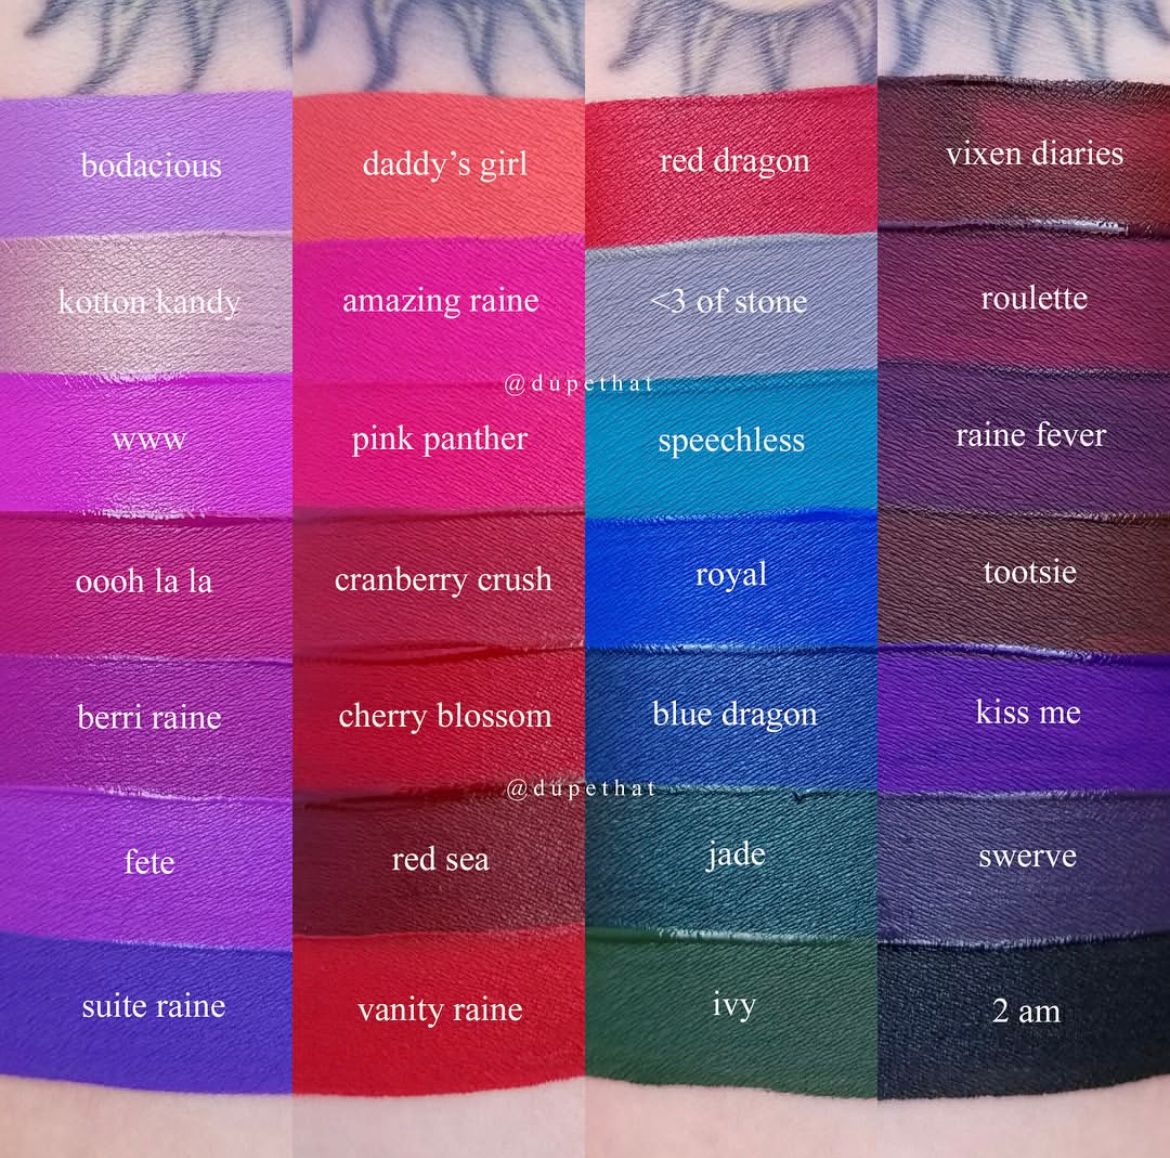 bodacious
kotton kandy
www
oooh la la
berri raine
fete
suite raine
daddy’s girl
amazing raine
pink panther
cranberry crush
cherry blossom
red sea
vanity raine
red dragon
<3 of stone
speechless
royal
blue dragon
jade
ivy
vixen diaries
roulette
raine fever
tootsie
kiss me
swerve
2 am
@dupethat
@dupethat